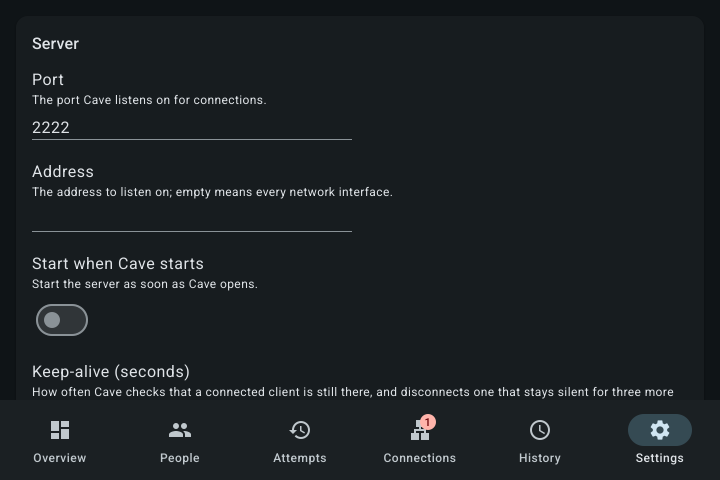 Server
Port
The port Cave listens on for connections.
2222
Address
The address to listen on; empty means every network interface.
Start when Cave starts
Start the server as soon as Cave opens.
Keep-alive (seconds)
How often Cave checks that a connected client is still there, and disconnects one that stays silent for three more
1
Overview
People
Attempts
Connections
History
Settings